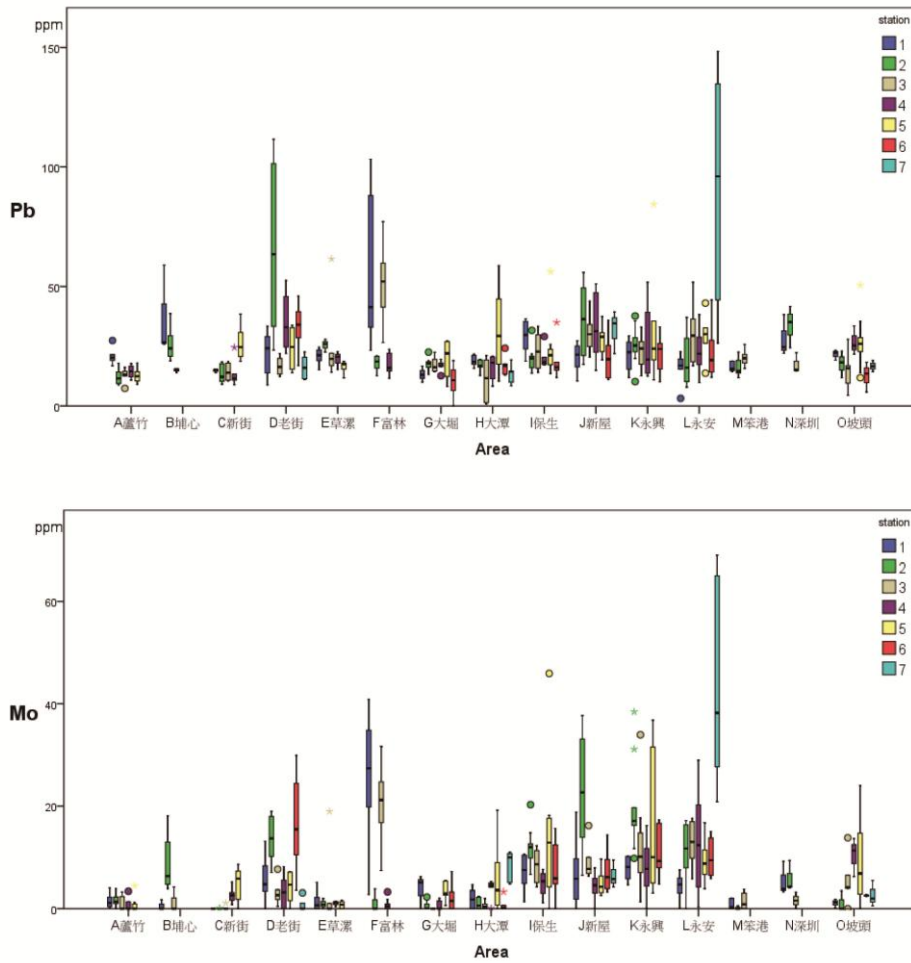 ppm
station
1
2
3
4
5
6
7
150
100
50
0
Pb
A蘆竹 B埔心 C新街 D老街 E草漯 F富林 G大堀 H大潭 I保生 J新屋 K永興 L永安 M笨港 N深圳 O坡頭
Area
ppm
station
1
2
3
4
5
6
7
60
40
20
0
Mo
A蘆竹 B埔心 C新街 D老街 E草漯 F富林 G大堀 H大潭 I保生 J新屋 K永興 L永安 M笨港 N深圳 O坡頭
Area